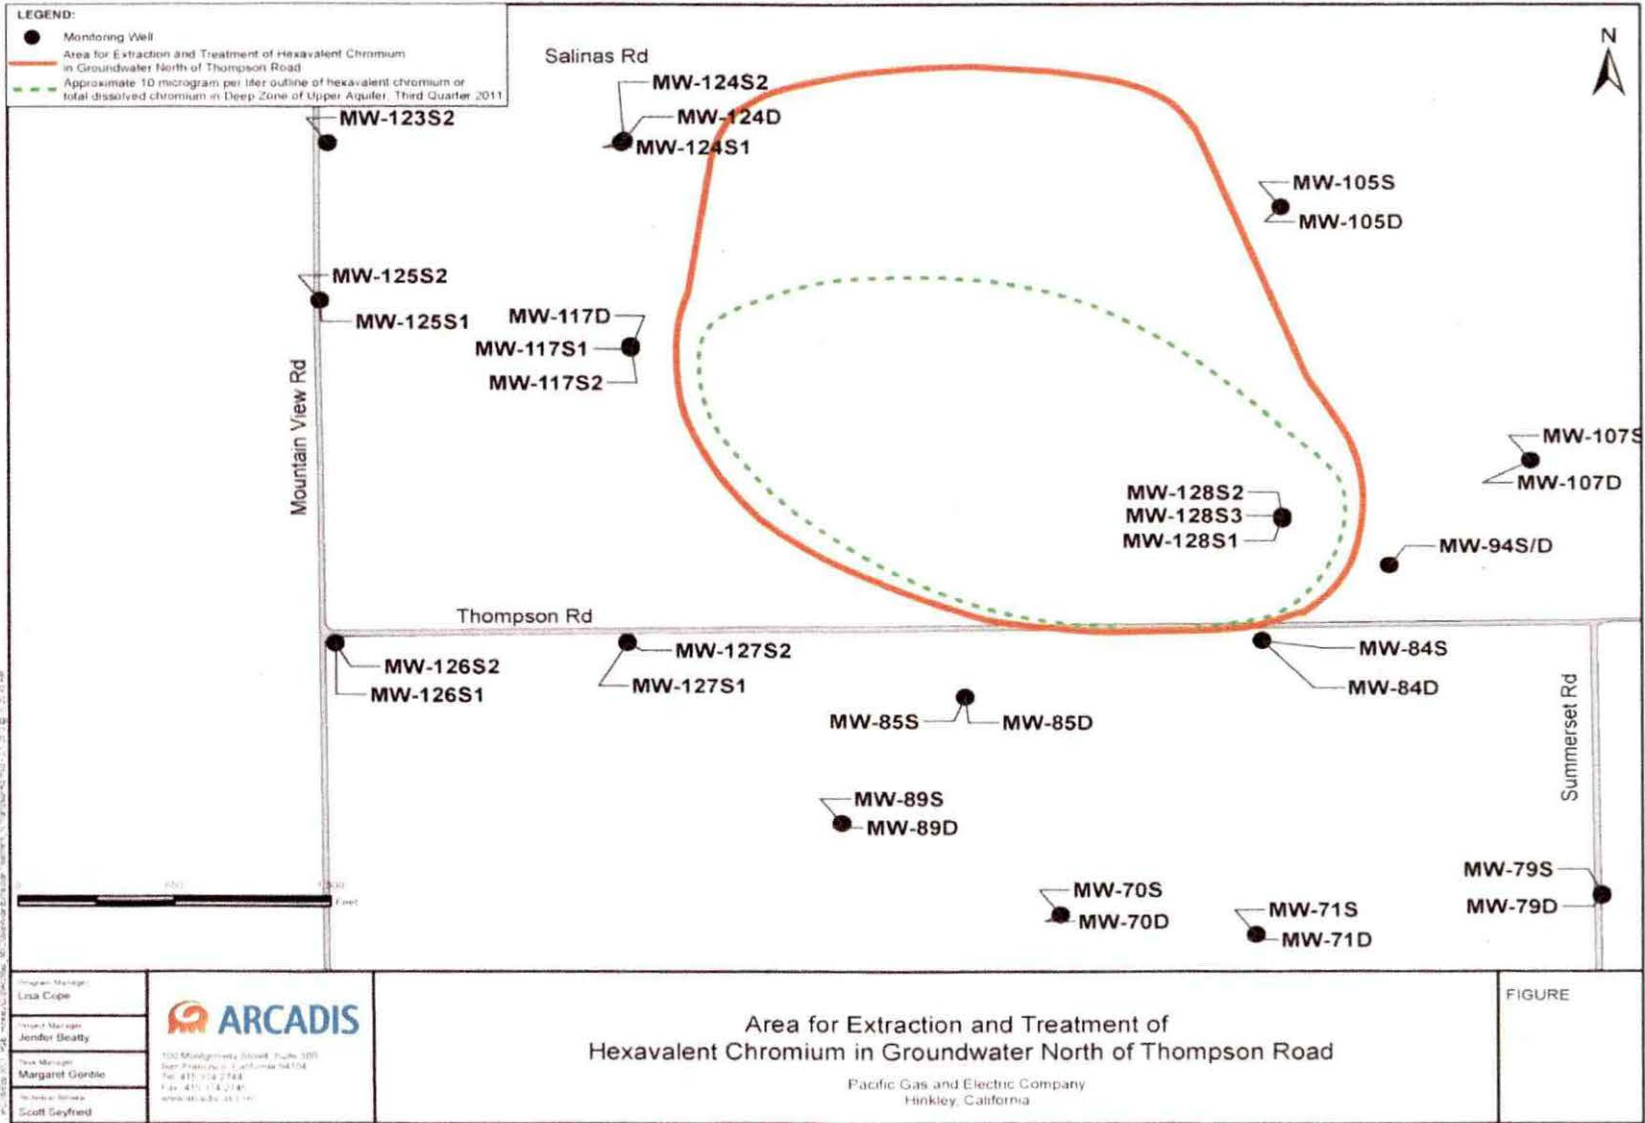 LEGEND:
Monitoring Well
Area for Extraction and Treatment of Hexavalent Chromium
in Groundwater North of Thompson Road
Approximate 10 microgram per liter outline of hexavalent chromium or
total dissolved chromium in Deep Zone of Upper Aquifer, Third Quarter 2011
N
Salinas Rd
MW-124S2
MW-123S2
MW-124D
MW-124S1
MW-105S
MW-105D
MW-125S2
MW-125S1
MW-117D
MW-117S1
MW-117S2
Mountain View Rd
MW-107S
MW-107D
MW-128S2
MW-128S3
MW-128S1
MW-94S/D
Thompson Rd
MW-126S2
MW-126S1
MW-127S2
MW-127S1
MW-84S
MW-84D
MW-85S
MW-85D
Summerset Rd
MW-89S
MW-89D
MW-79S
MW-79D
MW-70S
MW-70D
MW-71S
MW-71D
0
Feet
Program Manager:
Lisa Cope
Project Manager:
Margaret Gentile
Scott Seyfried
ARCADIS
Area for Extraction and Treatment of
Hexavalent Chromium in Groundwater North of Thompson Road
Pacific Gas and Electric Company
Hinkley, California
FIGURE